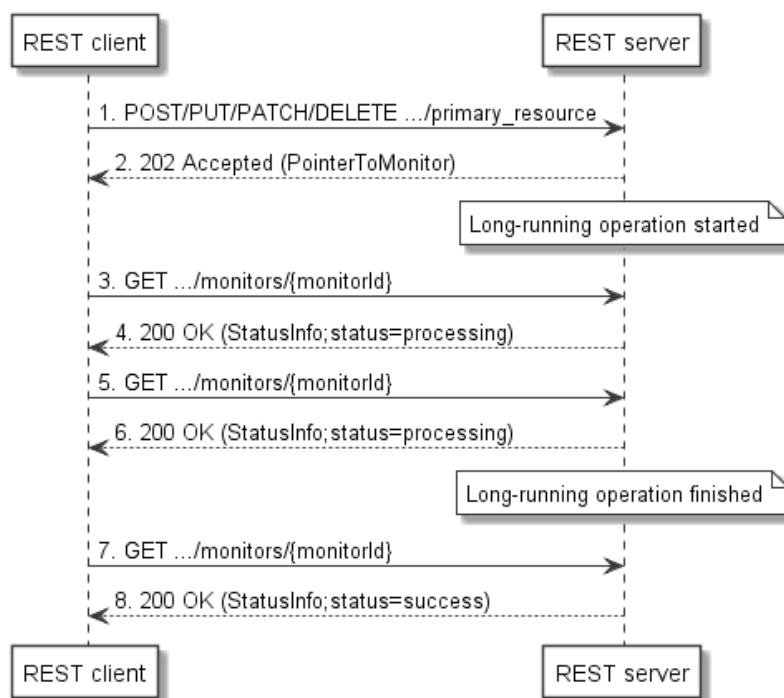 REST client
REST server
1. POST/PUT/PATCH/DELETE .../primary_resource
2. 202 Accepted (PointerToMonitor)
Long-running operation started
3. GET .../monitors/{monitorId}
4. 200 OK (StatusInfo;status=processing)
5. GET .../monitors/{monitorId}
6. 200 OK (StatusInfo;status=processing)
Long-running operation finished
7. GET .../monitors/{monitorId}
8. 200 OK (StatusInfo;status=success)
REST client
REST server